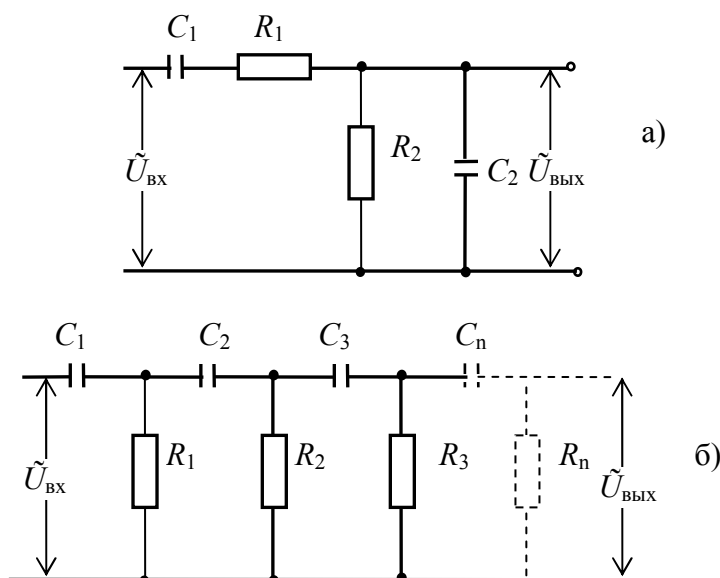 C₁ R₁
Ũвх R₂ C₂ Ũвых а)
C₁ C₂ C₃ Cn
Ũвх R₁ R₂ R₃ Rn Ũвых б)